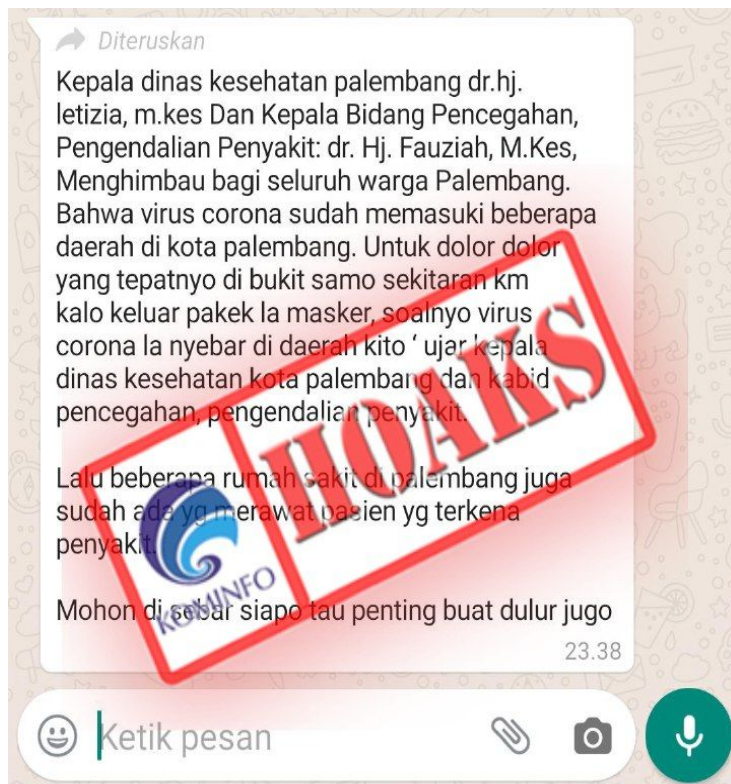 Diteruskan
Kepala dinas kesehatan palembang dr.hj.
letizia, m.kes Dan Kepala Bidang Pencegahan,
Pengendalian Penyakit: dr. Hj. Fauziah, M.Kes,
Menghimbau bagi seluruh warga Palembang.
Bahwa virus corona sudah memasuki beberapa
daerah di kota palembang. Untuk dolor dolor
yang tepatnyo di bukit samo sekitaran km
kalo keluar pakek la masker, soalnyo virus
corona la nyebar di daerah kito ‘ ujar kepala
dinas kesehatan kota palembang dan kabid
pencegahan, pengendalian penyakit.
Lalu beberapa rumah sakit di palembang juga
sudah ada yg merawat pasien yg terkena
penyakit.
Mohon di sebar siapo tau penting buat dulur jugo
23.38
HOAKS
KOMINFO
Ketik pesan